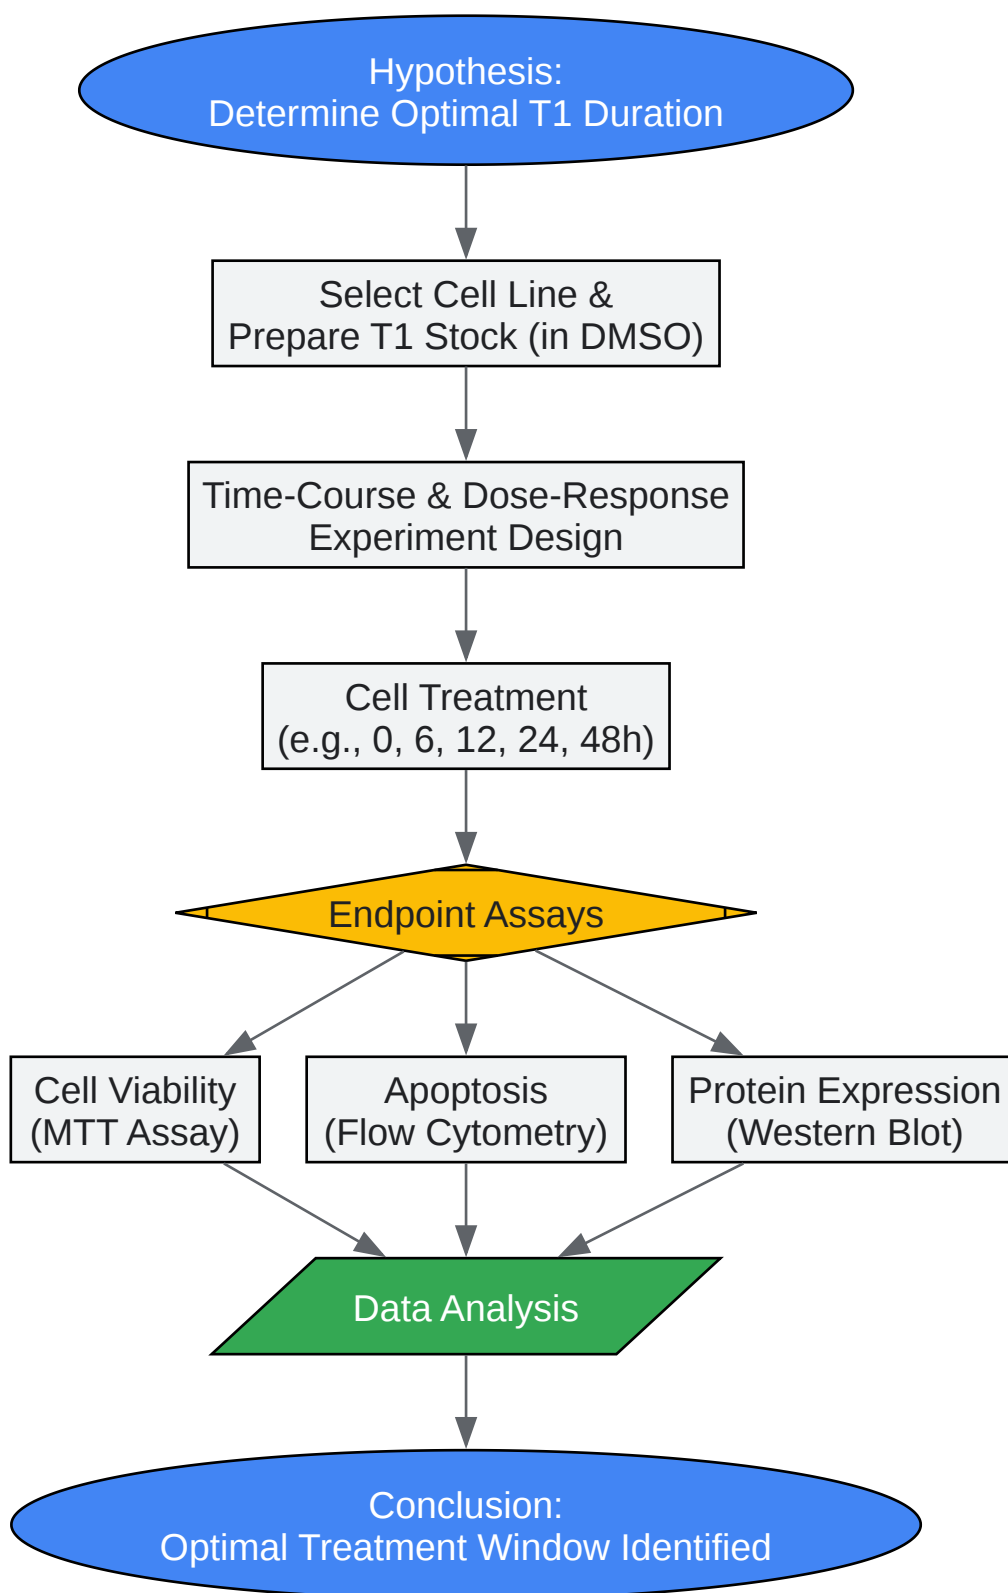 Hypothesis:
Determine Optimal T1 Duration
Select Cell Line &
Prepare T1 Stock (in DMSO)
Time-Course & Dose-Response
Experiment Design
Cell Treatment
(e.g., 0, 6, 12, 24, 48h)
Endpoint Assays
Cell Viability
(MTT Assay)
Apoptosis
(Flow Cytometry)
Protein Expression
(Western Blot)
Data Analysis
Conclusion:
Optimal Treatment Window Identified